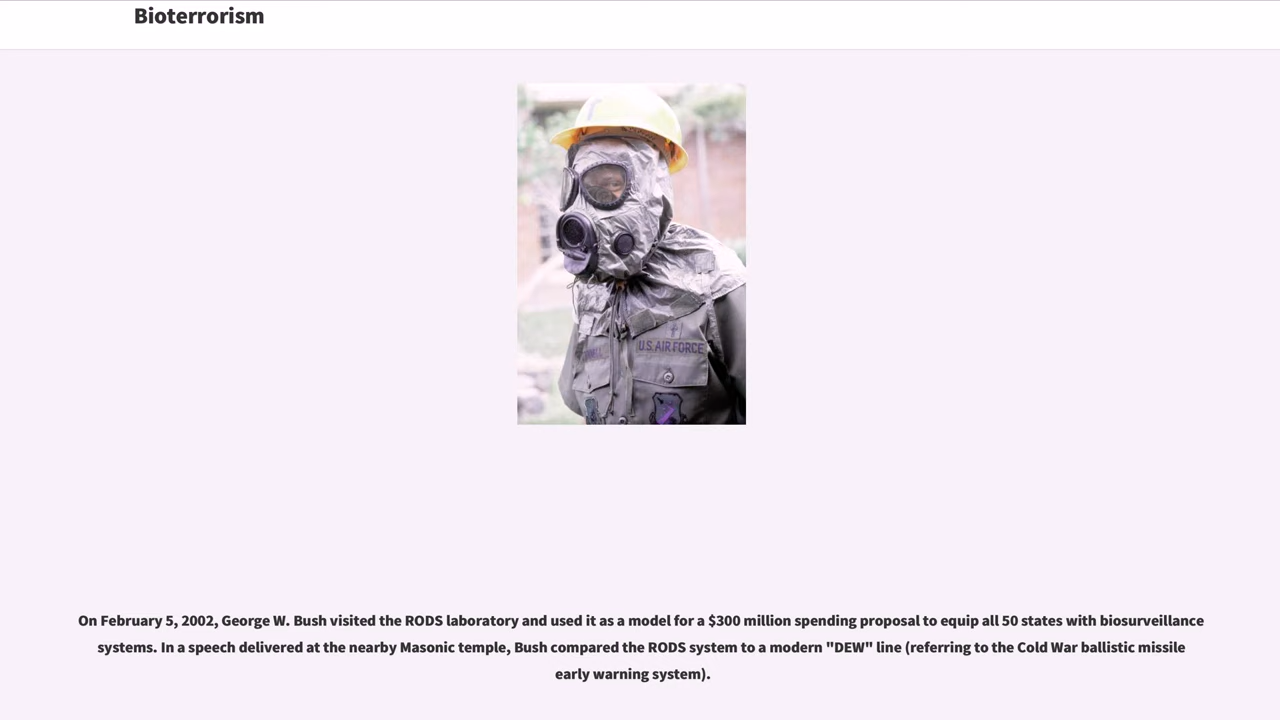 Bioterrorism
U.S. AIR FORCE
On February 5, 2002, George W. Bush visited the RODS laboratory and used it as a model for a $300 million spending proposal to equip all 50 states with biosurveillance
systems. In a speech delivered at the nearby Masonic temple, Bush compared the RODS system to a modern "DEW" line (referring to the Cold War ballistic missile
early warning system).